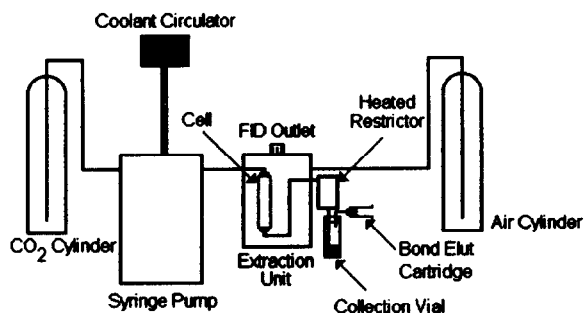 Coolant Circulator
Heated
Restrictor
FID Outlet
Cell
CO2 Cylinder
Air Cylinder
Bond Elut
Cartridge
Extraction
Unit
Syringe Pump
Collection Vial